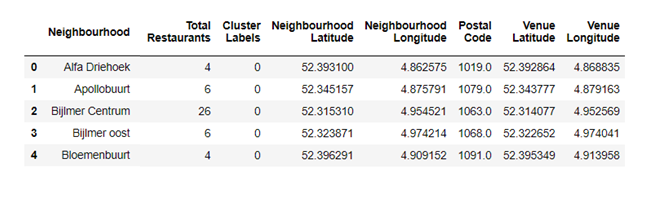 Neighbourhood Total Restaurants Cluster Labels Neighbourhood Latitude Neighbourhood Longitude Postal Code Venue Latitude Venue Longitude
0 Alfa Driehoek 4 0 52.393100 4.862575 1019.0 52.392864 4.868835
1 Apollobuurt 6 0 52.345157 4.875791 1079.0 52.343777 4.879163
2 Bijlmer Centrum 26 0 52.315310 4.954521 1063.0 52.314077 4.952569
3 Bijlmer oost 6 0 52.323871 4.974214 1068.0 52.322652 4.974041
4 Bloemenbuurt 4 0 52.396291 4.909152 1091.0 52.395349 4.913958